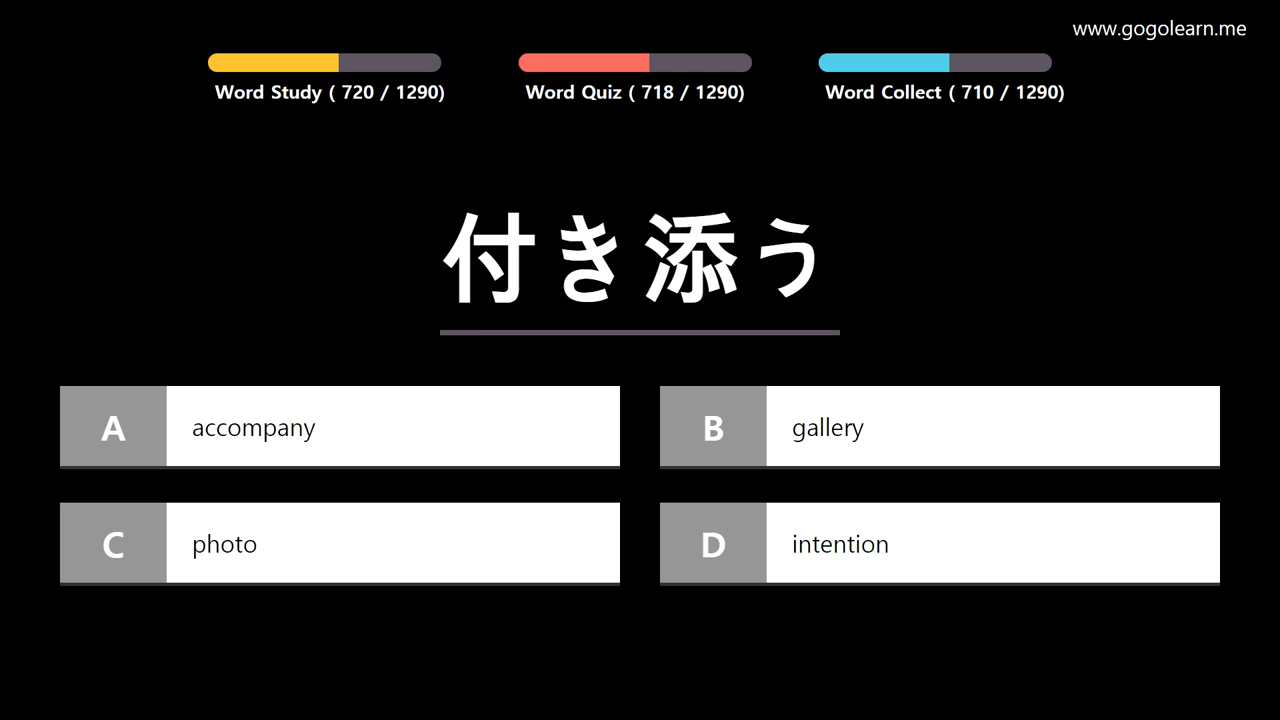 www.gogolearn.me
Word Study ( 720 / 1290)
Word Quiz ( 718 / 1290)
Word Collect ( 710 / 1290)
付き添う
A accompany
B gallery
C photo
D intention